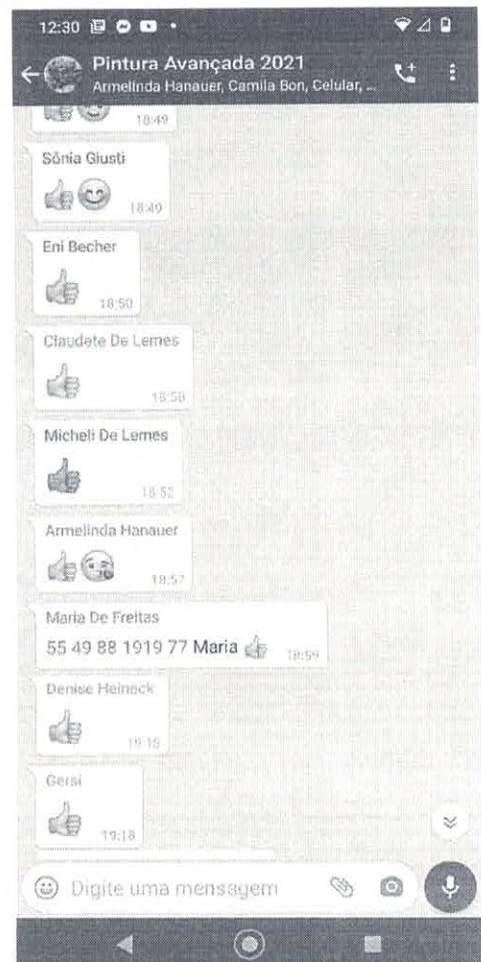 12:30
Pintura Avançada 2021
Armelinda Hanauer, Camila Bon, Celular, ...
18:49
Sônia Giusti
18:49
Eni Becher
18:50
Claudete De Lemes
18:50
Micheli De Lemes
18:52
Armelinda Hanauer
18:57
Maria De Freitas
55 49 88 1919 77 Maria 18:59
Denise Heineck
19:18
Gersi
19:18
Digite uma mensagem